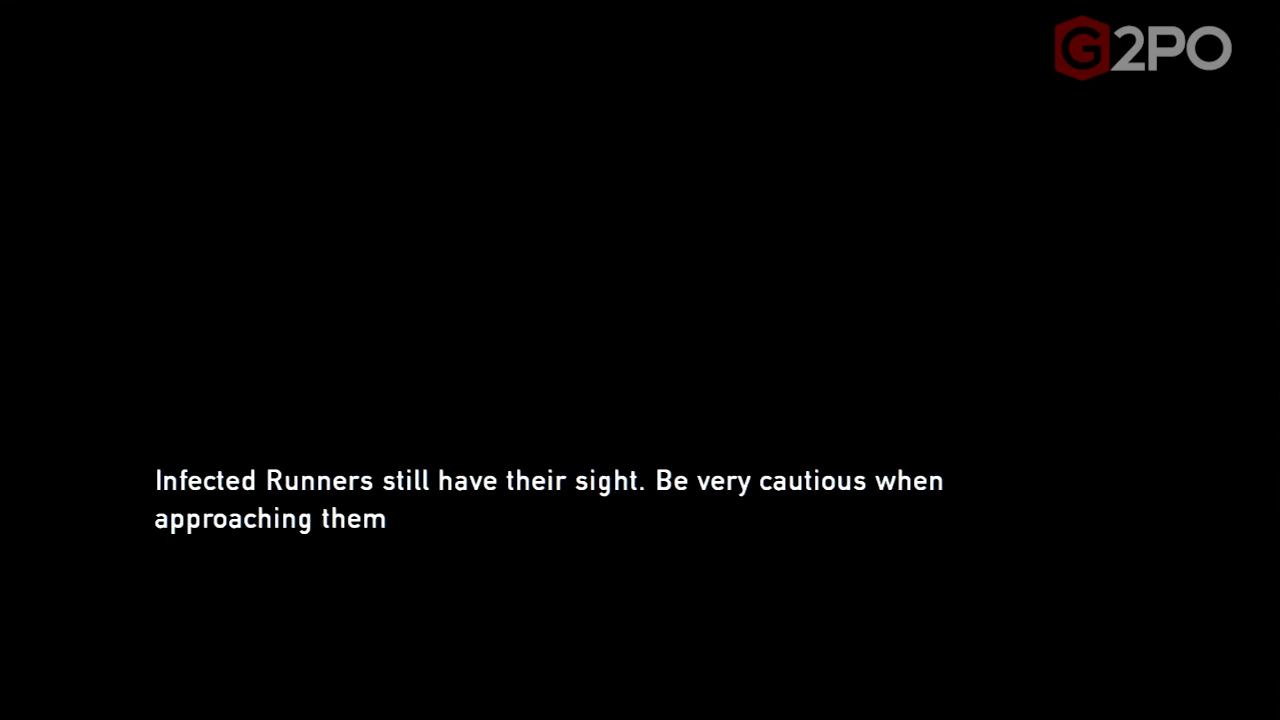 G2PO
Infected Runners still have their sight. Be very cautious when
approaching them